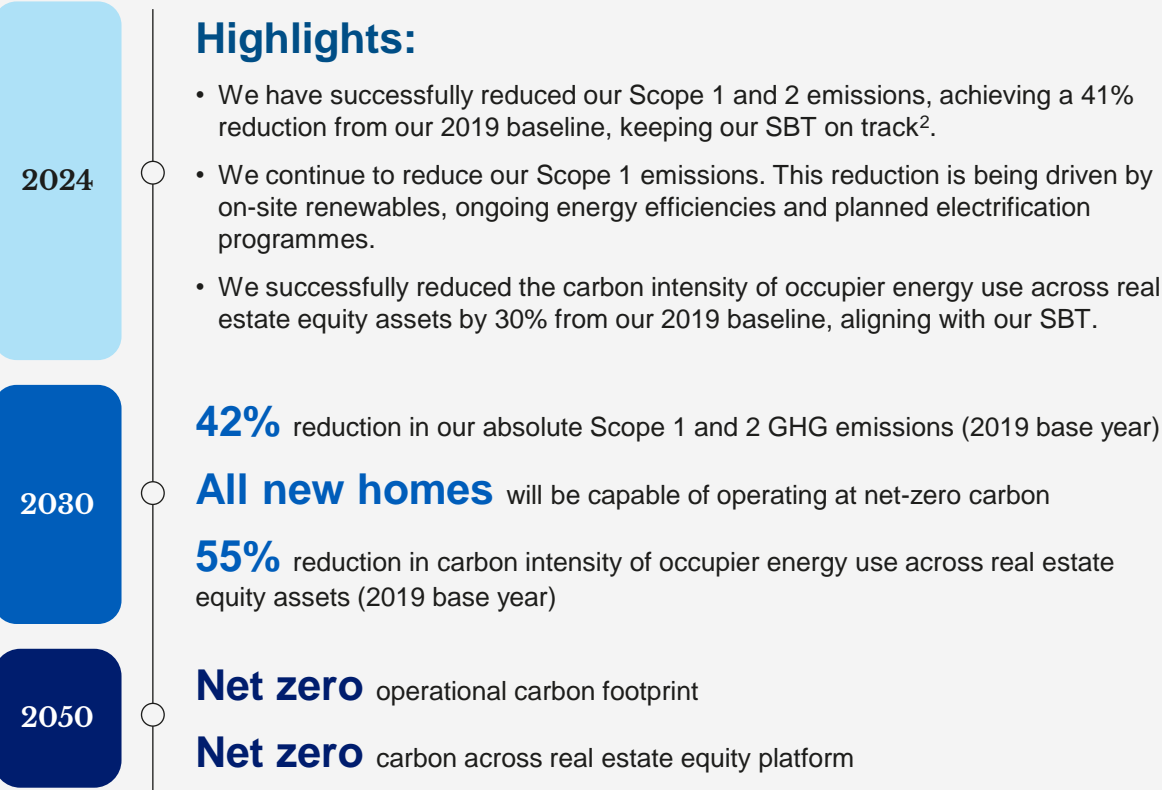 Highlights:
• We have successfully reduced our Scope 1 and 2 emissions, achieving a 41%
reduction from our 2019 baseline, keeping our SBT on track².
2024
• We continue to reduce our Scope 1 emissions. This reduction is being driven by
on-site renewables, ongoing energy efficiencies and planned electrification
programmes.
• We successfully reduced the carbon intensity of occupier energy use across real
estate equity assets by 30% from our 2019 baseline, aligning with our SBT.
2030
42% reduction in our absolute Scope 1 and 2 GHG emissions (2019 base year)
All new homes will be capable of operating at net-zero carbon
55% reduction in carbon intensity of occupier energy use across real estate
equity assets (2019 base year)
2050
Net zero operational carbon footprint
Net zero carbon across real estate equity platform